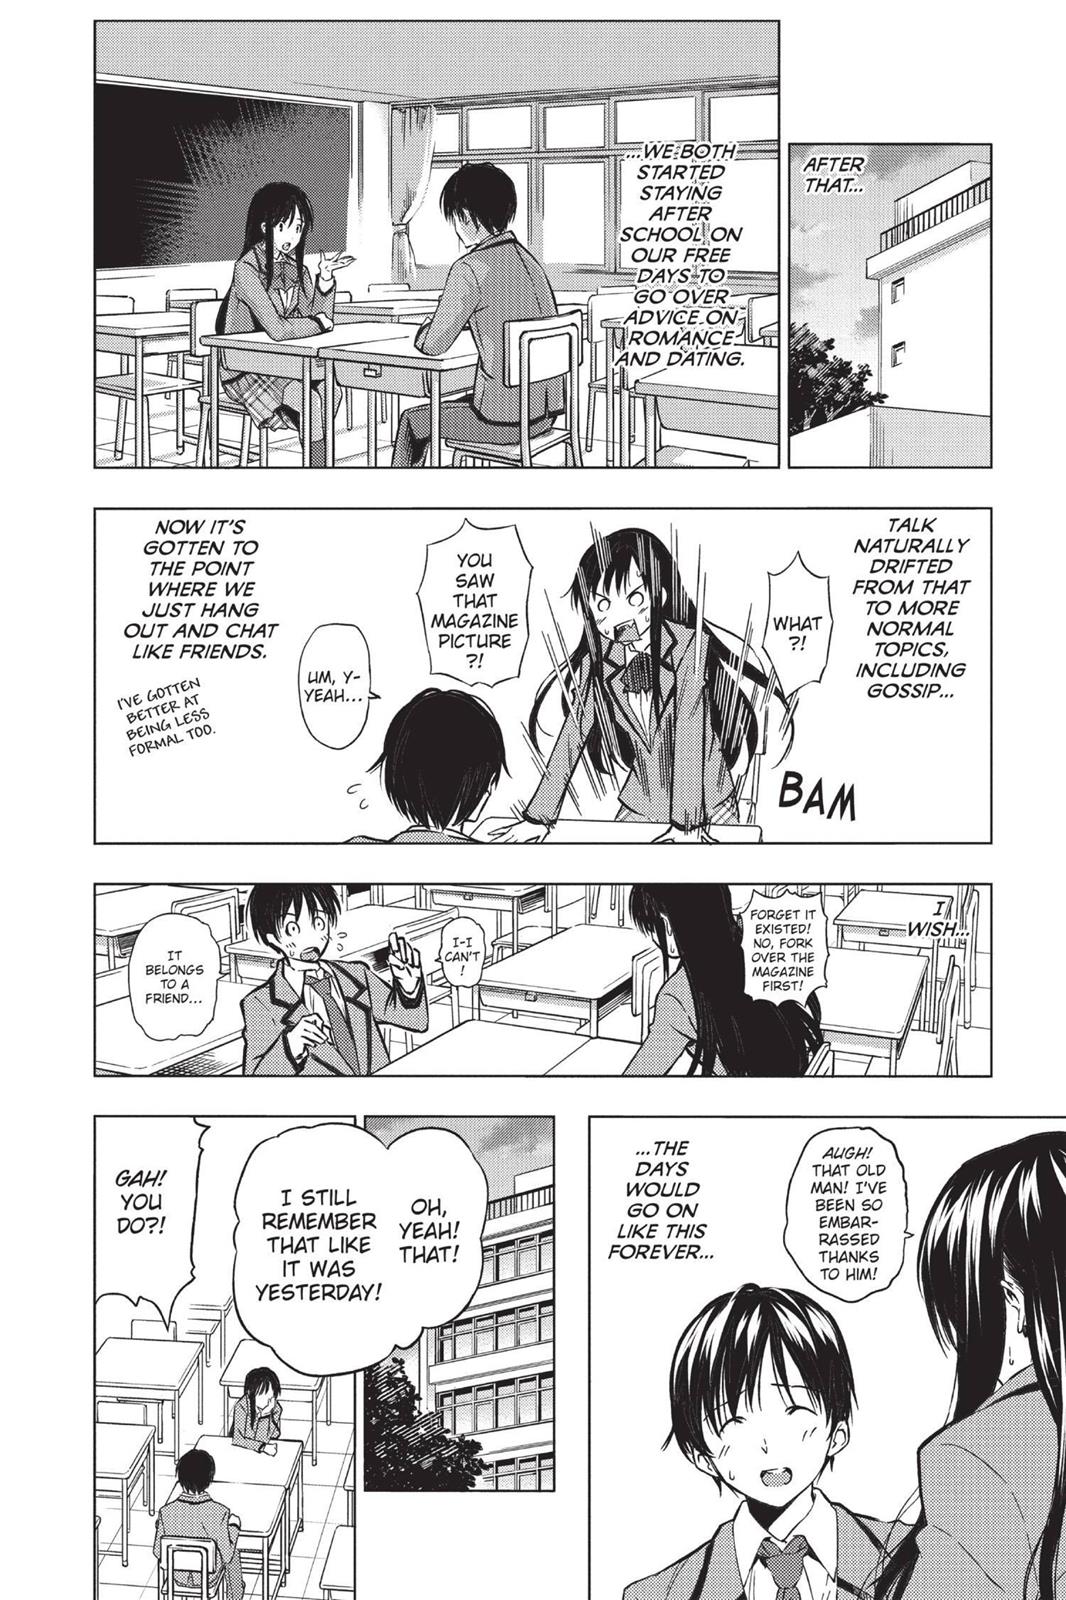 AFTER
THAT...
...WE BOTH
STARTED
STAYING
AFTER
SCHOOL ON
OUR FREE
DAYS TO
GO OVER
ADVICE ON
ROMANCE
AND DATING.
TALK
NATURALLY
DRIFTED
FROM THAT
TO MORE
NORMAL
TOPICS,
INCLUDING
GOSSIP...
WHAT
?!
BAM
YOU
SAW
THAT
MAGAZINE
PICTURE
?!
UM, Y-
YEAH...
NOW IT'S
GOTTEN TO
THE POINT
WHERE WE
JUST HANG
OUT AND CHAT
LIKE FRIENDS.
I'VE GOTTEN
BETTER AT
BEING LESS
FORMAL TOO.
I
WISH...
FORGET IT
EXISTED!
NO, FORK
OVER THE
MAGAZINE
FIRST!
I-I
CAN'T
!
IT
BELONGS
TO A
FRIEND...
AUGH!
THAT OLD
MAN! I'VE
BEEN SO
EMBAR-
RASSED
THANKS
TO HIM!
...THE
DAYS
WOULD
GO ON
LIKE THIS
FOREVER...
OH,
YEAH!
THAT!
I STILL
REMEMBER
THAT LIKE
IT WAS
YESTERDAY!
GAH!
YOU
DO?!